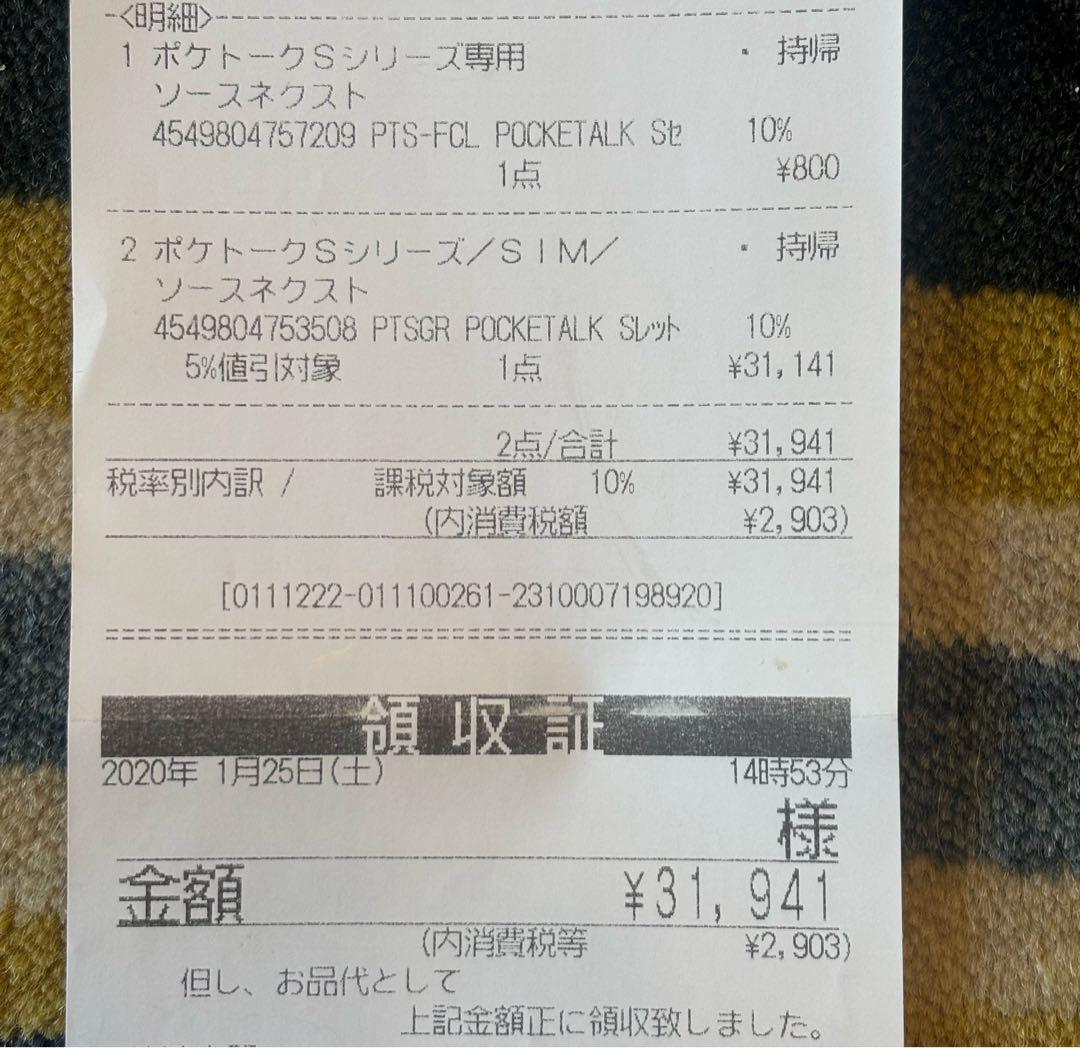 <明細>
1 ポケトークSシリーズ専用 ・ 持帰
ソースネクスト
4549804757209 PTS-FCL POCKETALK Sセ 10%
1点 ¥800
2 ポケトークSシリーズ/SIM/ ・ 持帰
ソースネクスト
4549804753508 PTSGR POCKETALK Sレット 10%
5%値引対象 1点 ¥31,141
2点/合計 ¥31,941
税率別内訳 / 課税対象額 10% ¥31,941
(内消費税額 ¥2,903)
[0111222-011100261-2310007198920]
領収証
2020年 1月25日(土) 14時53分
様
金額 ¥31,941
(内消費税等 ¥2,903)
但し、お品代として
上記金額正に領収致しました。